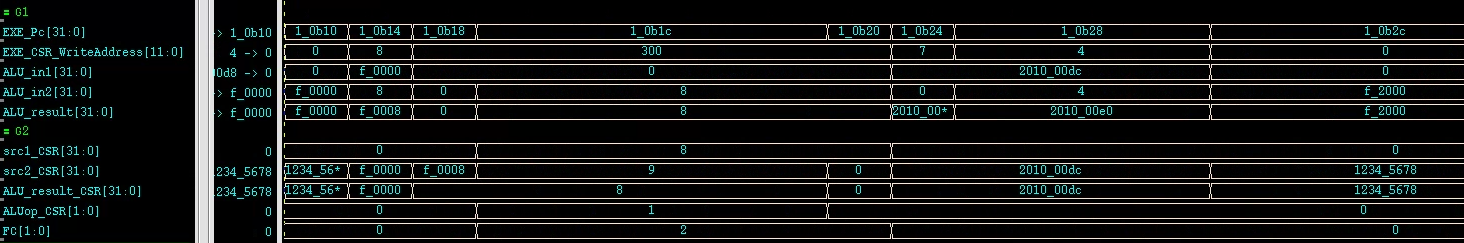 = G1
EXE_Pc[31:0] -> 1_0b10 1_0b10 1_0b14 1_0b18 1_0b1c 1_0b20 1_0b24 1_0b28 1_0b2c
EXE_CSR_WriteAddress[11:0] 4 -> 0 0 8 300 7 4 0
ALU_in1[31:0] 00d8 -> 0 0 f_0000 0 2010_00dc 0
ALU_in2[31:0] -> f_0000 f_0000 8 0 8 0 4 f_2000
ALU_result[31:0] -> f_0000 f_0000 f_0008 0 8 2010_00* 2010_00e0 f_2000
= G2
src1_CSR[31:0] 0 0 8 0
src2_CSR[31:0] 234_5678 1234_56* f_0000 f_0008 9 0 2010_00dc 1234_5678
ALU_result_CSR[31:0] 234_5678 1234_56* f_0000 8 0 2010_00dc 1234_5678
ALUop_CSR[1:0] 0 0 1 0
FC[1:0] 0 0 2 0